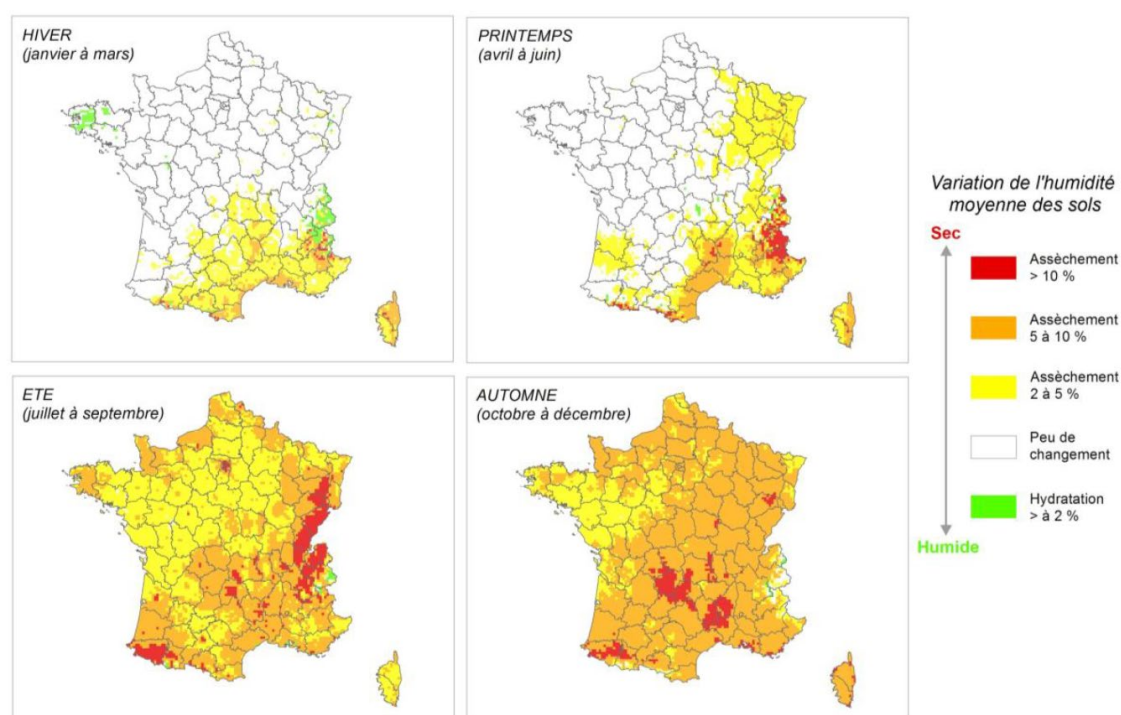 HIVER
(janvier à mars)
PRINTEMPS
(avril à juin)
ETE
(juillet à septembre)
AUTOMNE
(octobre à décembre)
Variation de l'humidité
moyenne des sols
Sec
Assèchement
> 10 %
Assèchement
5 à 10 %
Assèchement
2 à 5 %
Peu de
changement
Hydratation
> à 2 %
Humide